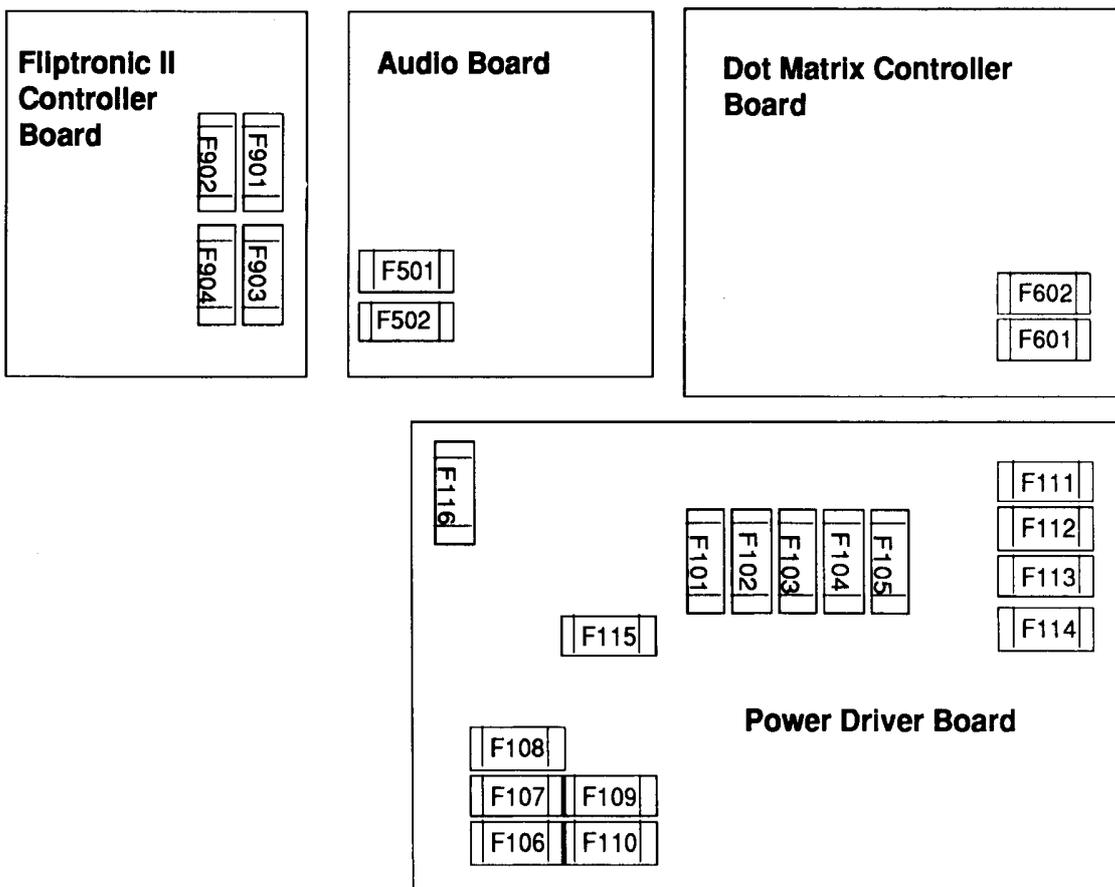 Fliptronic II
Controller
Board
F902
F901
F904
F903
Audio Board
F501
F502
Dot Matrix Controller
Board
F602
F601
F116
F101
F102
F103
F104
F105
F111
F112
F113
F114
F115
Power Driver Board
F108
F107
F109
F106
F110